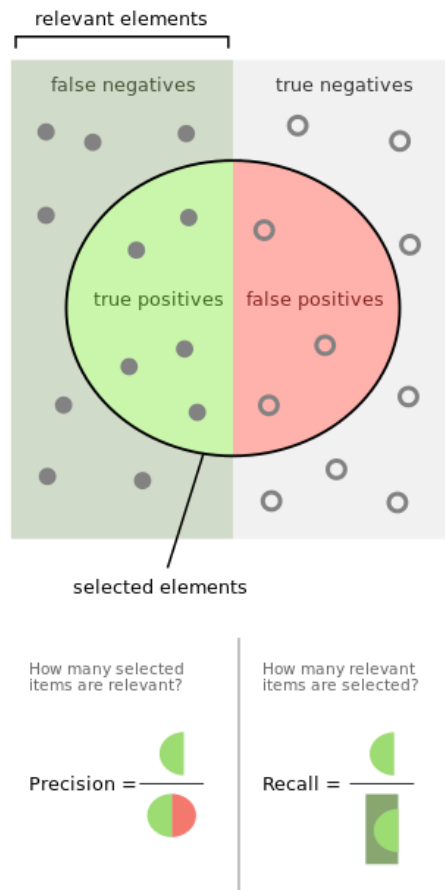 relevant elements
false negatives
true negatives
true positives
false positives
selected elements
How many selected
items are relevant?
Precision =
How many relevant
items are selected?
Recall =